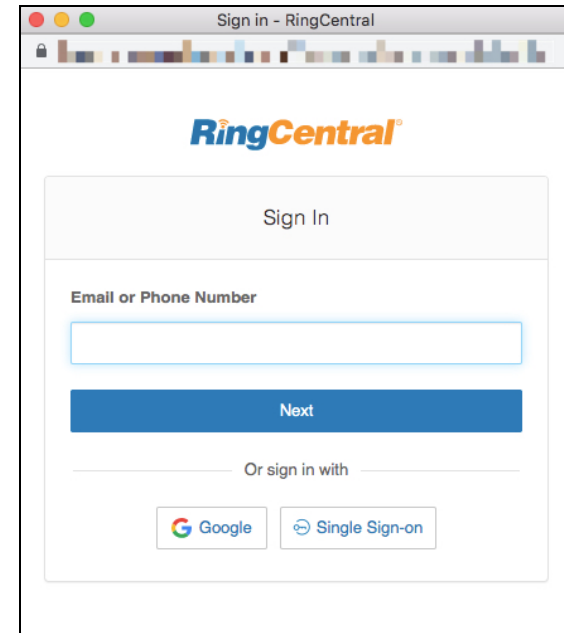 Sign in - RingCentral
RingCentral®
Sign In
Email or Phone Number
Next
Or sign in with
Google
Single Sign-on